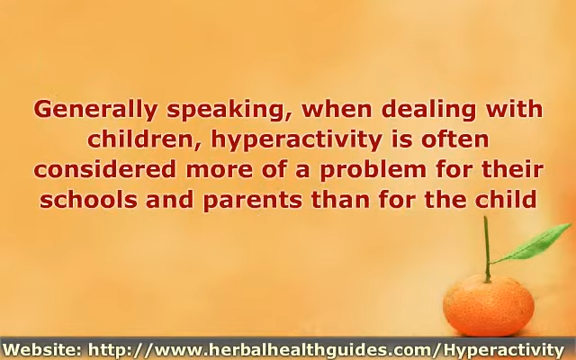 Generally speaking, when dealing with
children, hyperactivity is often
considered more of a problem for their
schools and parents than for the child
Website: http://www.herbalhealthguides.com/Hyperactivity